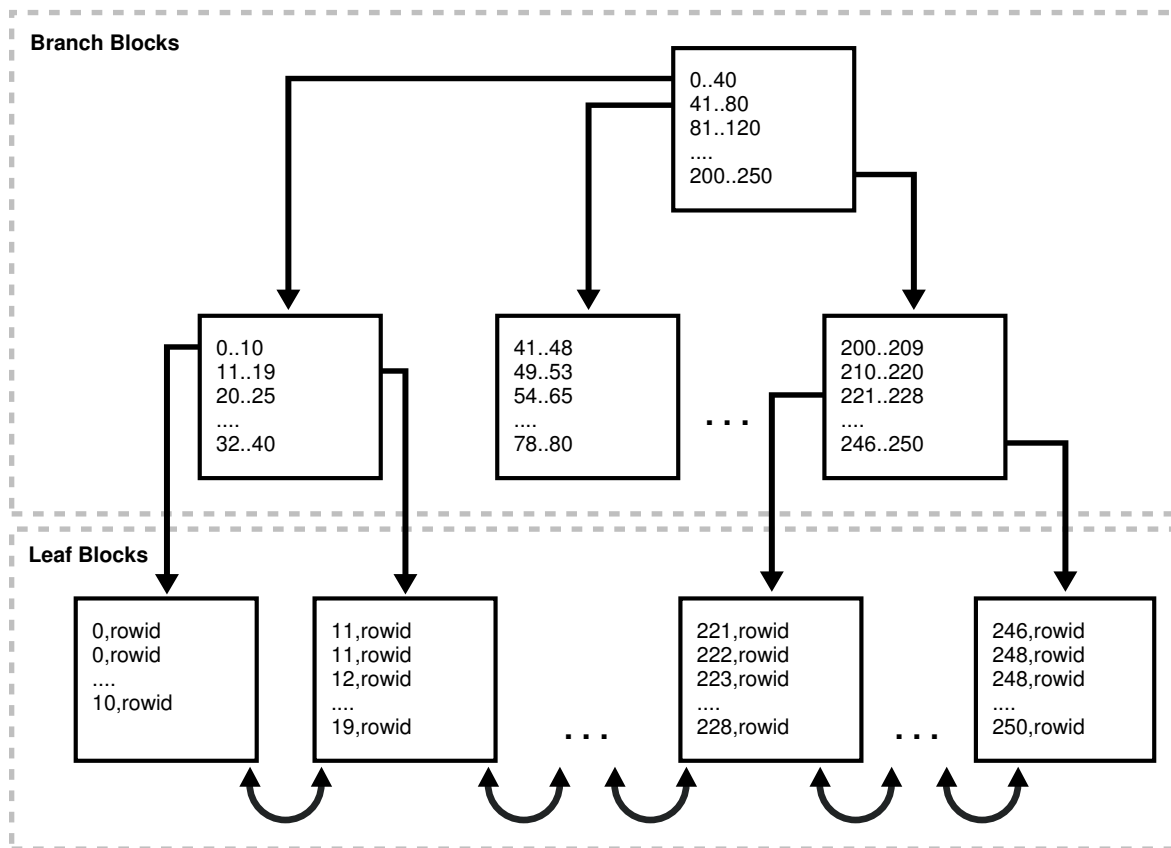 Branch Blocks
0..40
41..80
81..120
....
200..250
0..10
11..19
20..25
....
32..40
41..48
49..53
54..65
....
78..80
...
200..209
210..220
221..228
....
246..250
Leaf Blocks
0,rowid
0,rowid
....
10,rowid
11,rowid
11,rowid
12,rowid
....
19,rowid
...
221,rowid
222,rowid
223,rowid
....
228,rowid
...
246,rowid
248,rowid
248,rowid
....
250,rowid